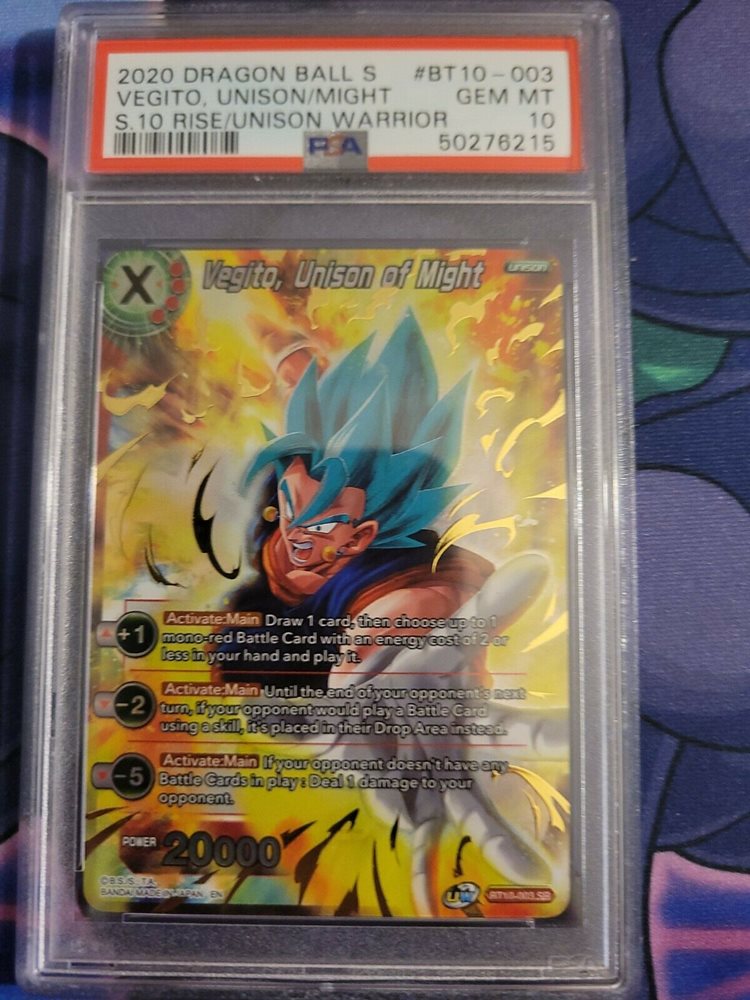 2020 DRAGON BALL S #BT10-003
VEGITO, UNISON/MIGHT GEM MT
S.10 RISE/UNISON WARRIOR 10
PSA 50276215
X Vegito, Unison of Might unison
+1 Activate:Main Draw 1 card, then choose up to 1
mono-red Battle Card with an energy cost of 2 or
less in your hand and play it.
-2 Activate:Main Until the end of your opponent's next
turn, if your opponent would play a Battle Card
using a skill, it's placed in their Drop Area instead.
-5 Activate:Main If your opponent doesn't have any
Battle Cards in play : Deal 1 damage to your
opponent.
POWER 20000
©B.S./S., T.A.
BANDAI MADE IN JAPAN EN UW BT10-003 SR
PSA